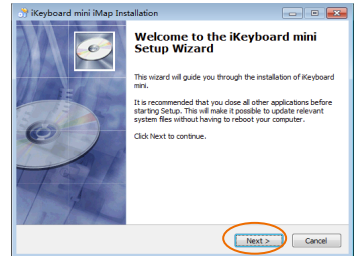 iKeyboard mini iMap Installation
Welcome to the iKeyboard mini
Setup Wizard
This wizard will guide you through the installation of iKeyboard
mini.
It is recommended that you close all other applications before
starting Setup. This will make it possible to update relevant
system files without having to reboot your computer.
Click Next to continue.
Next >
Cancel